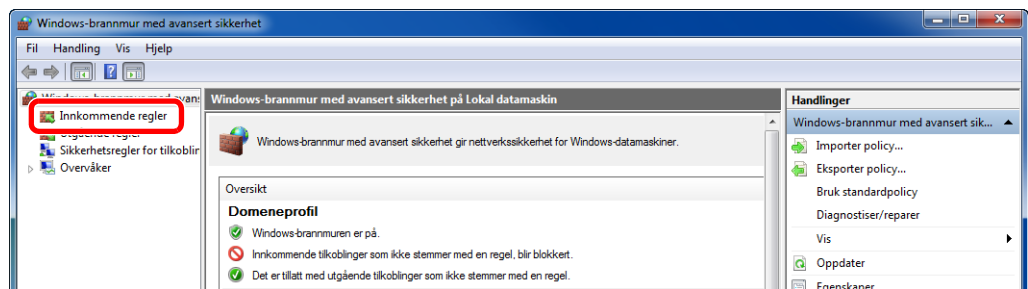 Windows-brannmur med avansert sikkerhet
Fil Handling Vis Hjelp
Windows-brannmur med avans
Innkommende regler
Utgående regler
Sikkerhetsregler for tilkoblin
Overvåker
Windows-brannmur med avansert sikkerhet på Lokal datamaskin
Windows-brannmur med avansert sikkerhet gir nettverkssikkerhet for Windows-datamaskiner.
Oversikt
Domeneprofil
Windows-brannmuren er på.
Innkommende tilkoblinger som ikke stemmer med en regel, blir blokkert.
Det er tillatt med utgående tilkoblinger som ikke stemmer med en regel.
Handlinger
Windows-brannmur med avansert sik...
Importer policy...
Eksporter policy...
Bruk standardpolicy
Diagnostiser/reparer
Vis
Oppdater
Egenskaper